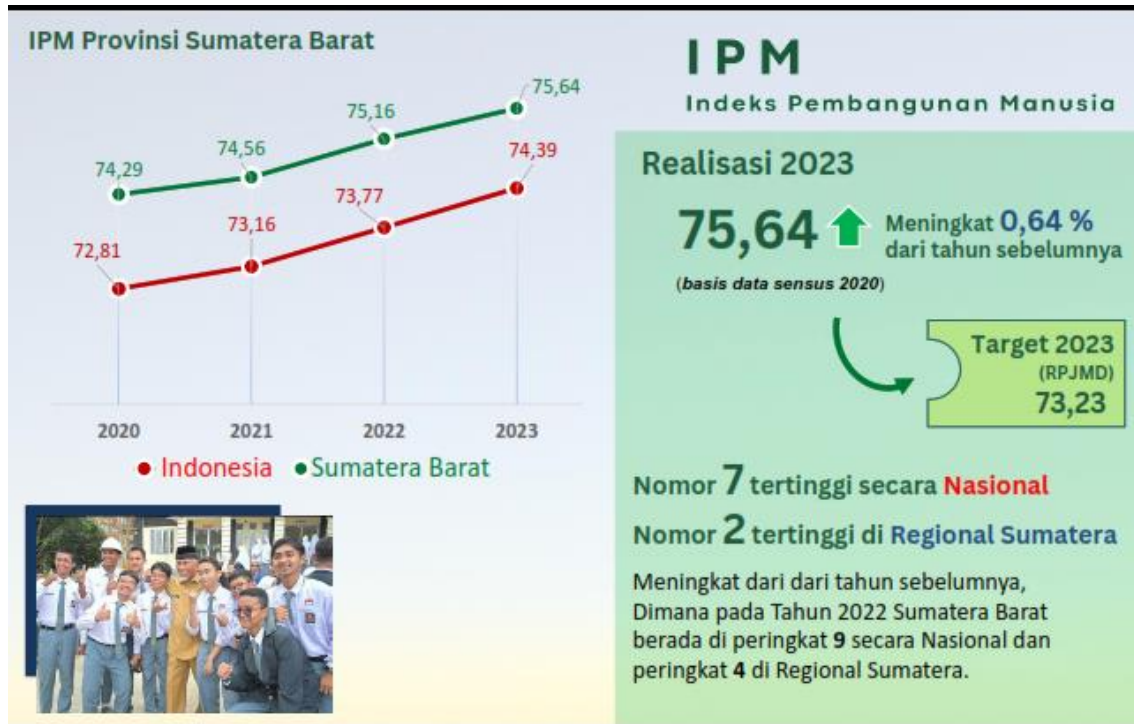 IPM Provinsi Sumatera Barat
75,64
75,16
74,56
74,29
74,39
73,77
73,16
72,81
2020 2021 2022 2023
Indonesia Sumatera Barat
IPM
Indeks Pembangunan Manusia
Realisasi 2023
75,64 Meningkat 0,64 %
dari tahun sebelumnya
(basis data sensus 2020)
Target 2023
(RPJMD)
73,23
Nomor 7 tertinggi secara Nasional
Nomor 2 tertinggi di Regional Sumatera
Meningkat dari dari tahun sebelumnya,
Dimana pada Tahun 2022 Sumatera Barat
berada di peringkat 9 secara Nasional dan
peringkat 4 di Regional Sumatera.